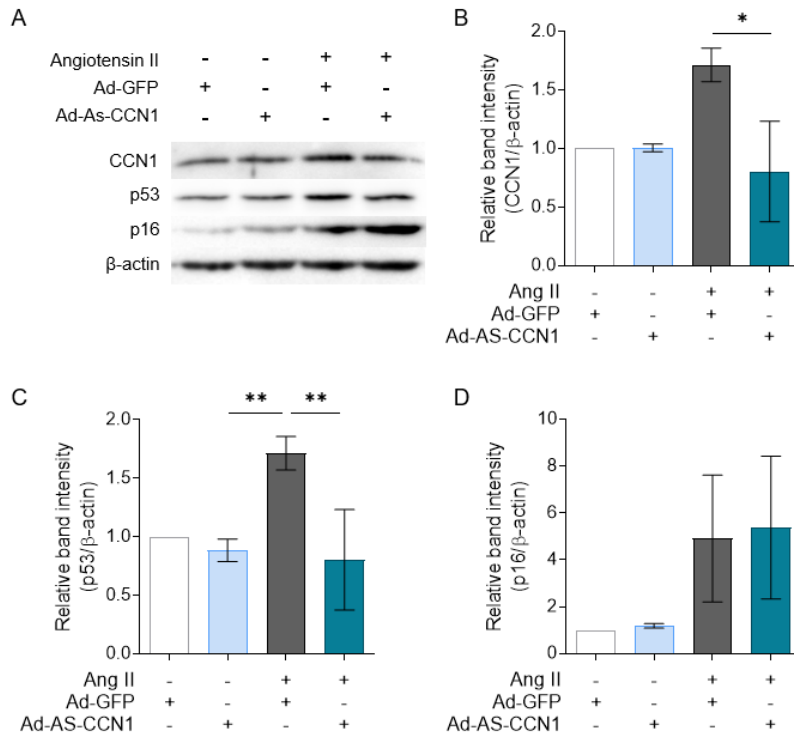 A
Angiotensin II - - + +
Ad-GFP + - + -
Ad-As-CCN1 - + - +
CCN1
p53
p16
β-actin
B
Relative band intensity
(CCN1/β-actin)
2.0
1.5
1.0
0.5
0.0
*
Ang II - - + +
Ad-GFP + - + -
Ad-AS-CCN1 - + - +
C
Relative band intensity
(p53/β-actin)
2.0
1.5
1.0
0.5
0.0
** **
Ang II - - + +
Ad-GFP + - + -
Ad-AS-CCN1 - + - +
D
Relative band intensity
(p16/β-actin)
10
8
6
4
2
0
Ang II - - + +
Ad-GFP + - + -
Ad-AS-CCN1 - + - +